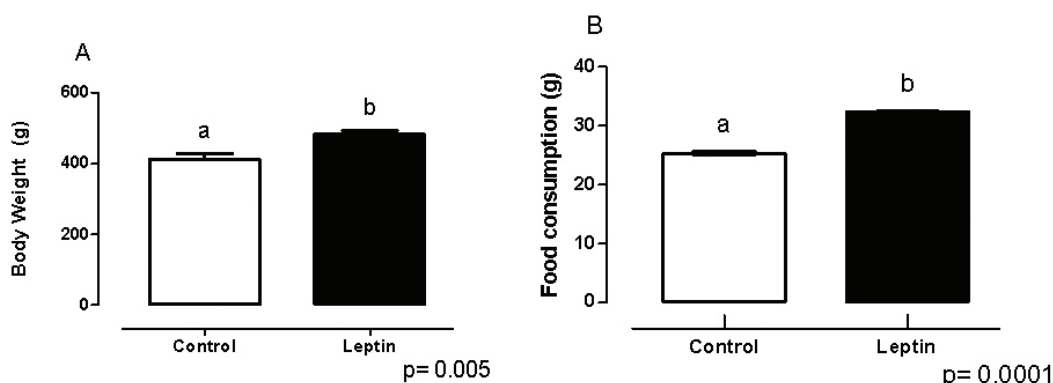 A
Body Weight (g)
600
400
200
0
a
b
Control
Leptin
p= 0.005
B
Food consumption (g)
40
30
20
10
0
a
b
Control
Leptin
p= 0.0001